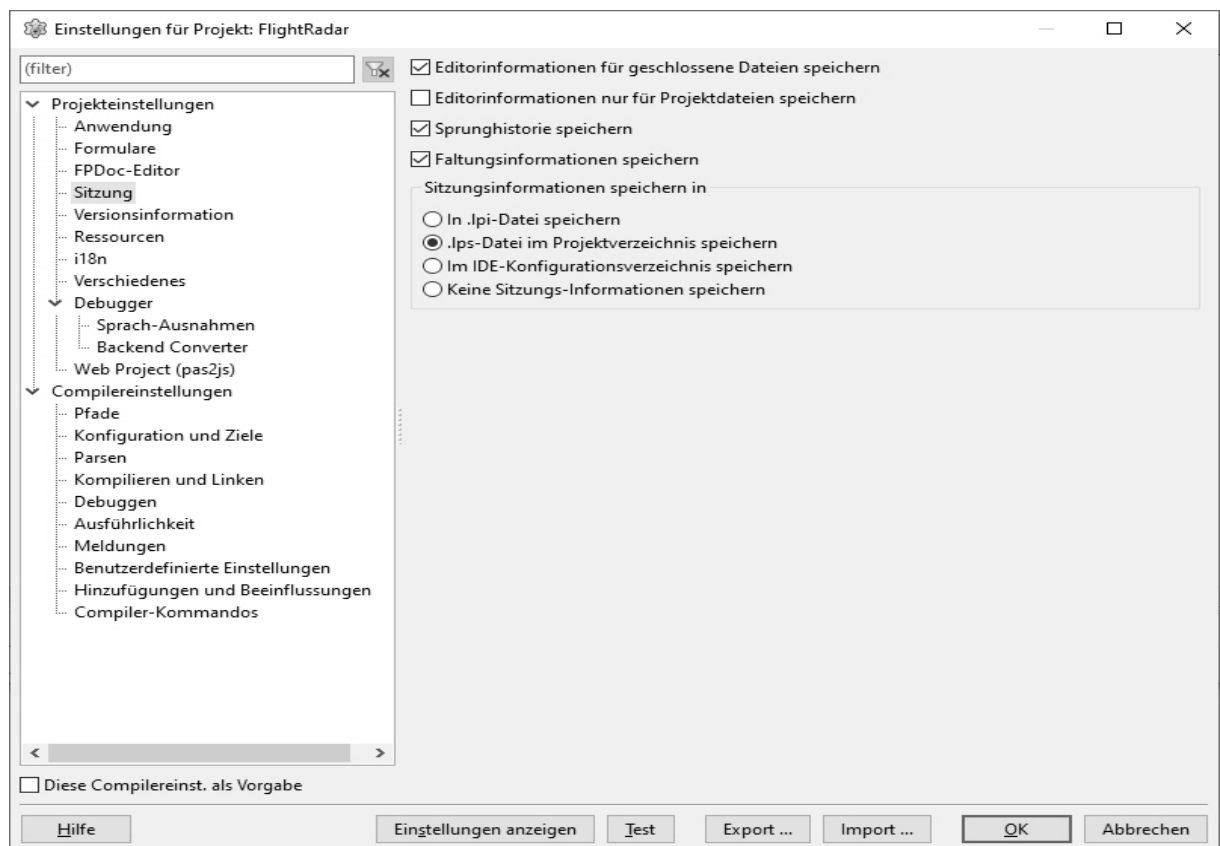 Einstellungen für Projekt: FlightRadar
(filter)
Projekteinstellungen
Anwendung
Formulare
FPDoc-Editor
Sitzung
Versionsinformation
Ressourcen
i18n
Verschiedenes
Debugger
Sprach-Ausnahmen
Backend Converter
Web Project (pas2js)
Compilereinstellungen
Pfade
Konfiguration und Ziele
Parsen
Kompilieren und Linken
Debuggen
Ausführlichkeit
Meldungen
Benutzerdefinierte Einstellungen
Hinzufügungen und Beeinflussungen
Compiler-Kommandos
Editorinformationen für geschlossene Dateien speichern
Editorinformationen nur für Projektdateien speichern
Sprunghistorie speichern
Faltungsinformationen speichern
Sitzungsinformationen speichern in
In .lpi-Datei speichern
.lps-Datei im Projektverzeichnis speichern
Im IDE-Konfigurationsverzeichnis speichern
Keine Sitzungs-Informationen speichern
Diese Compilereinst. als Vorgabe
Hilfe
Einstellungen anzeigen
Test
Export ...
Import ...
OK
Abbrechen